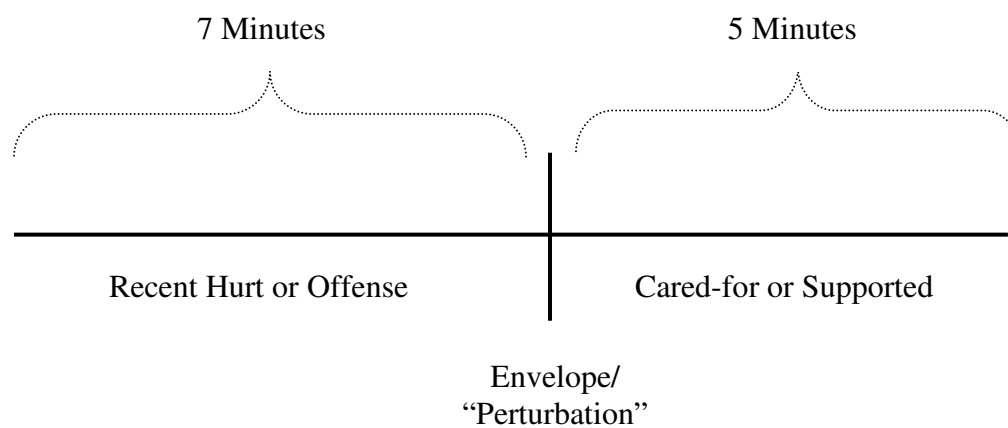 7 Minutes
5 Minutes
Recent Hurt or Offense
Cared-for or Supported
Envelope/
“Perturbation”